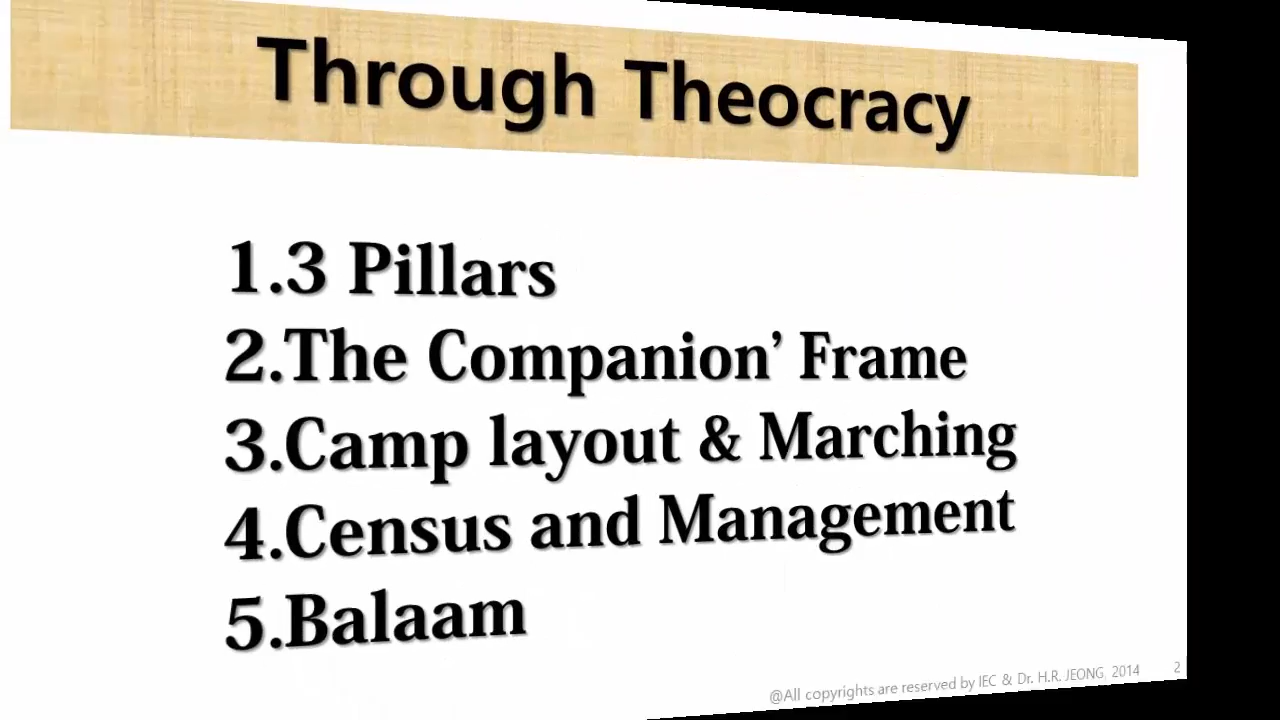 Through Theocracy
1.3 Pillars
2.The Companion’ Frame
3.Camp layout & Marching
4.Census and Management
5.Balaam
@All copyrights are reserved by IEC & Dr. H.R. JEONG, 2014
2